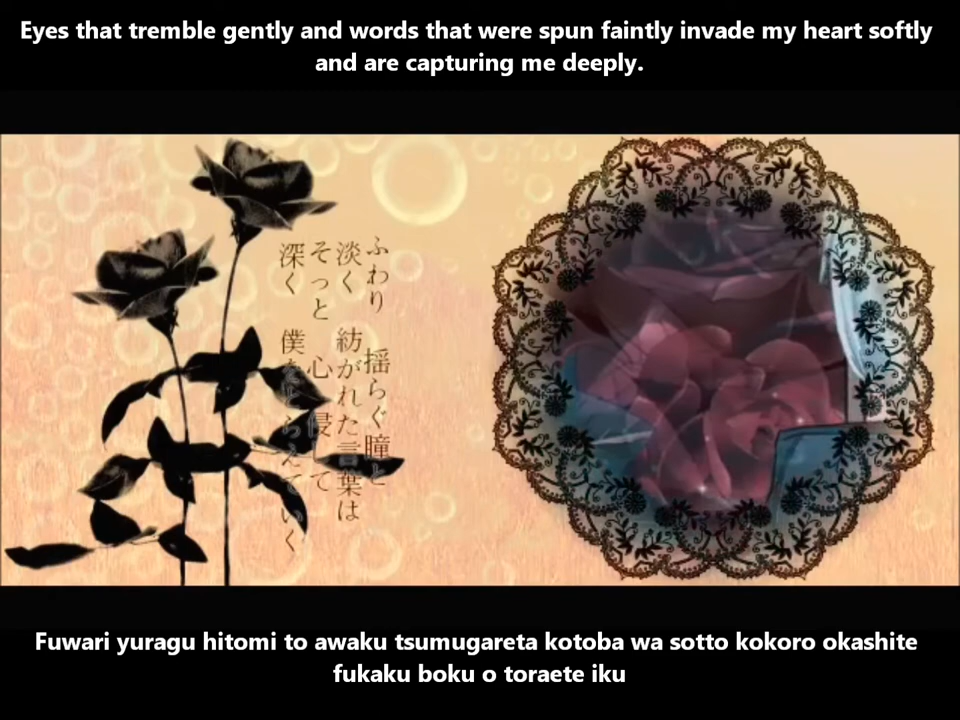 Eyes that tremble gently and words that were spun faintly invade my heart softly
and are capturing me deeply.
ふわり 揺らぐ瞳と
淡く 紡がれた言葉は
そっと 心 侵して
深く 僕をとらえて いく
Fuwari yuragu hitomi to awaku tsumugareta kotoba wa sotto kokoro okashite
fukaku boku o toraete iku